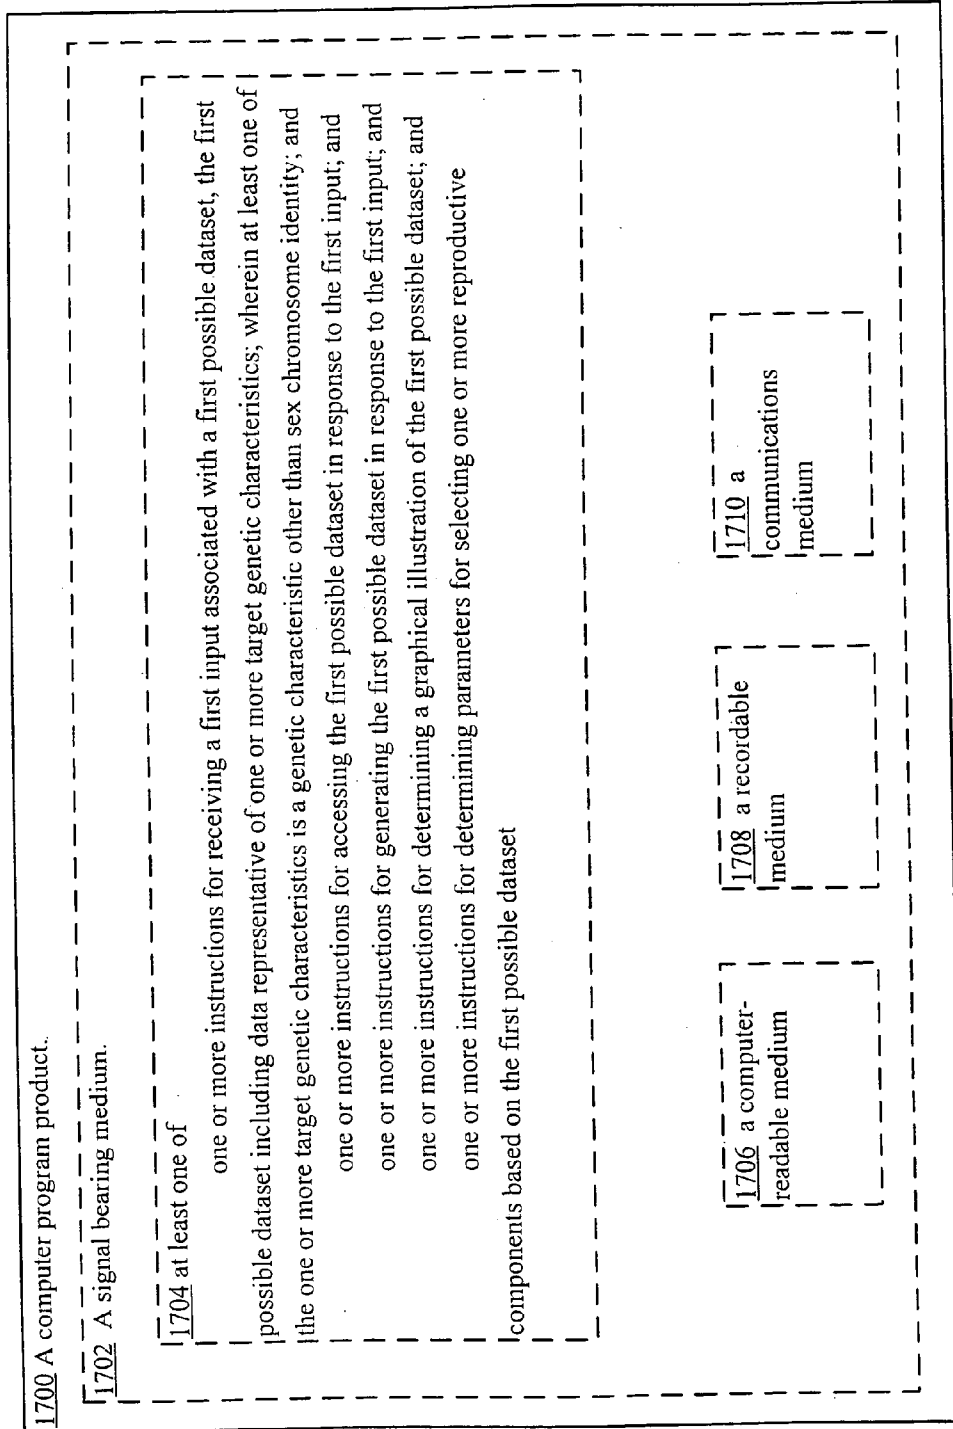 1700 A computer program product.
1702 A signal bearing medium.
1704 at least one of
one or more instructions for receiving a first input associated with a first possible dataset, the first
possible dataset including data representative of one or more target genetic characteristics; wherein at least one of
the one or more target genetic characteristics is a genetic characteristic other than sex chromosome identity; and
one or more instructions for accessing the first possible dataset in response to the first input; and
one or more instructions for generating the first possible dataset in response to the first input; and
one or more instructions for determining a graphical illustration of the first possible dataset; and
one or more instructions for determining parameters for selecting one or more reproductive
components based on the first possible dataset
1706 a computer-
readable medium
1708 a recordable
medium
1710 a
communications
medium